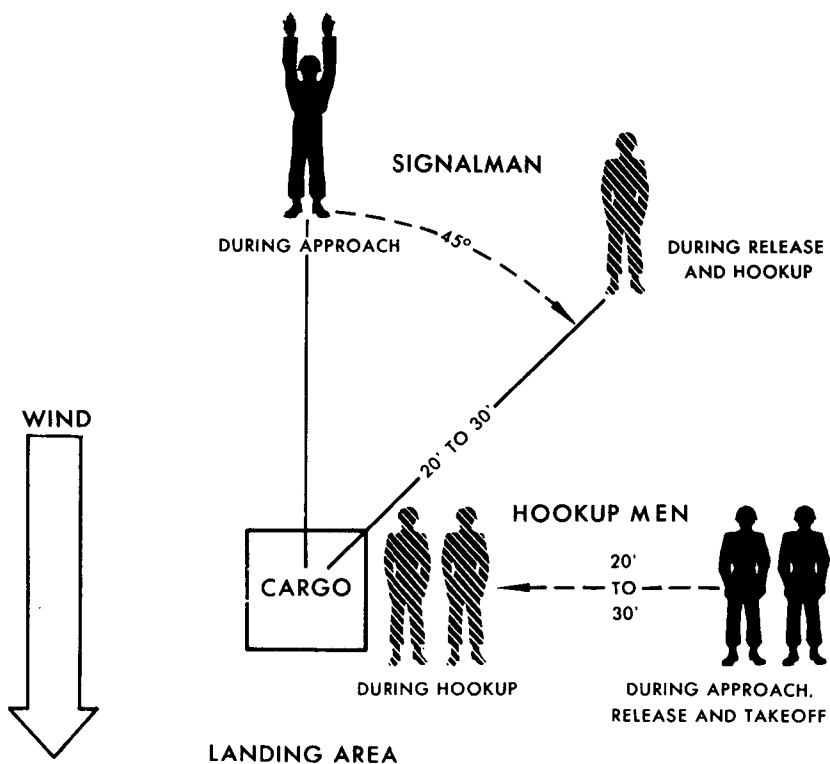 SIGNALMAN
DURING APPROACH
45°
DURING RELEASE
AND HOOKUP
WIND
20' TO 30'
HOOKUP MEN
CARGO
20'
TO
30'
DURING HOOKUP
DURING APPROACH,
RELEASE AND TAKEOFF
LANDING AREA